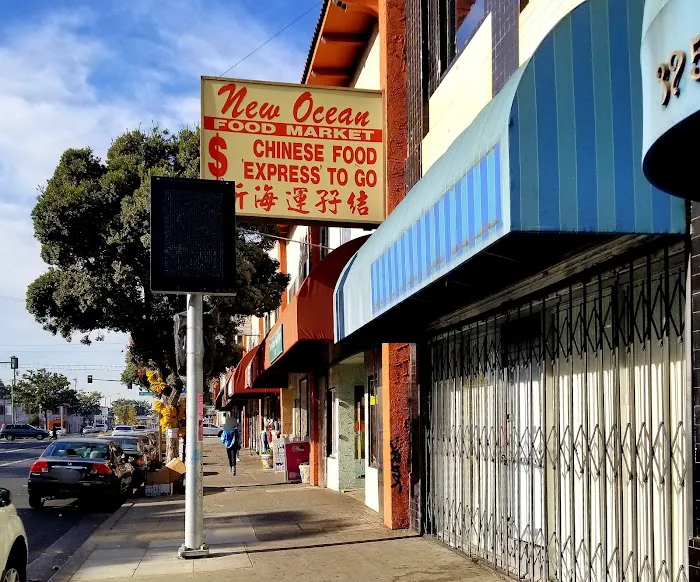 New Ocean
FOOD MARKET
$ CHINESE FOOD
'EXPRESS' TO GO
新海運孖結